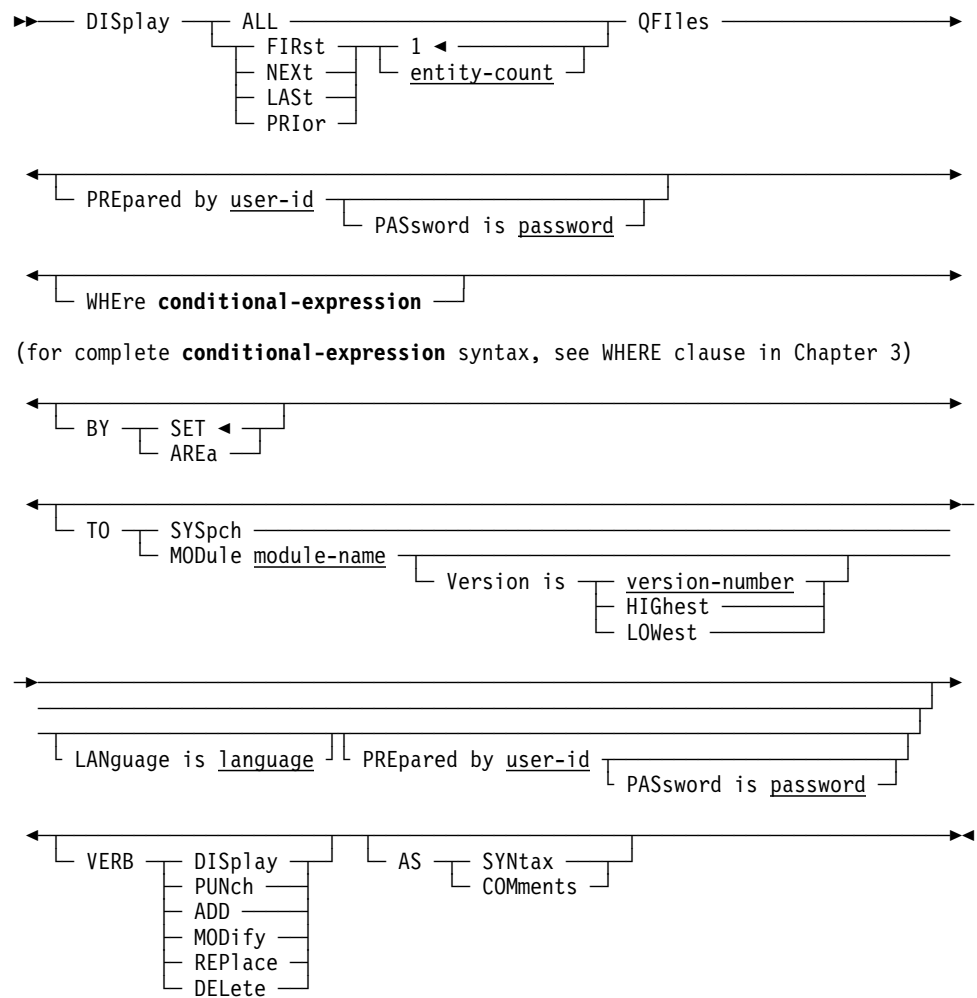 DISplay ALL QFIles
FIRst 1
NEXt entity-count
LASt
PRIor
PREpared by user-id
PASsword is password
WHEre conditional-expression
(for complete conditional-expression syntax, see WHERE clause in Chapter 3)
BY SET
AREa
TO SYSpch
MODule module-name
Version is version-number
HIGhest
LOWest
LANguage is language PREpared by user-id
PASsword is password
VERB DISplay AS SYNtax
PUNch COMments
ADD
MODify
REPlace
DELete